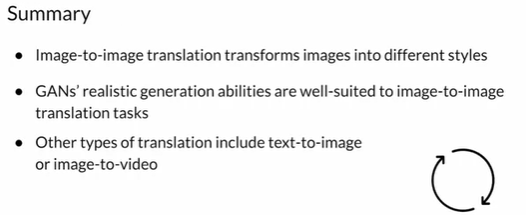 Summary
• Image-to-image translation transforms images into different styles
• GANs’ realistic generation abilities are well-suited to image-to-image
translation tasks
• Other types of translation include text-to-image
or image-to-video